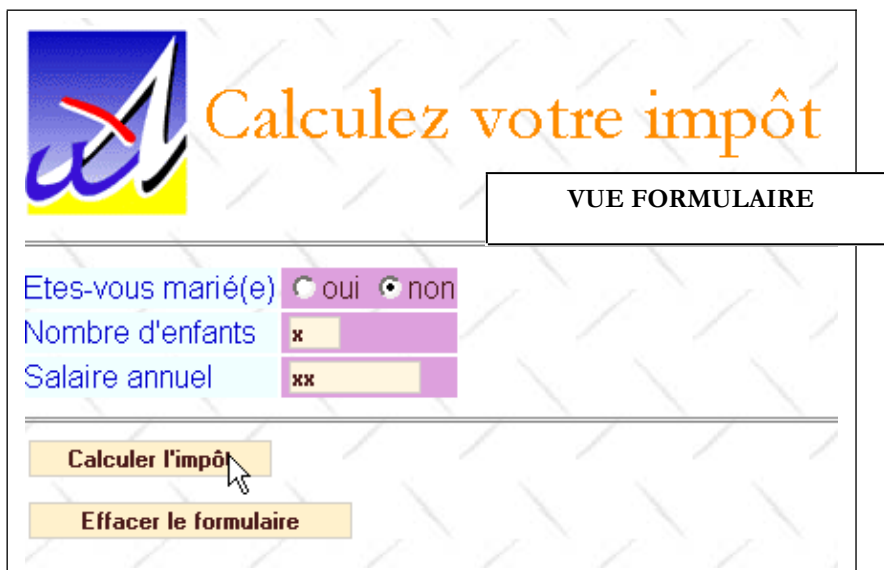 Calculez votre impôt
VUE FORMULAIRE
Etes-vous marié(e) oui non
Nombre d'enfants x
Salaire annuel xx
Calculer l'impôt
Effacer le formulaire